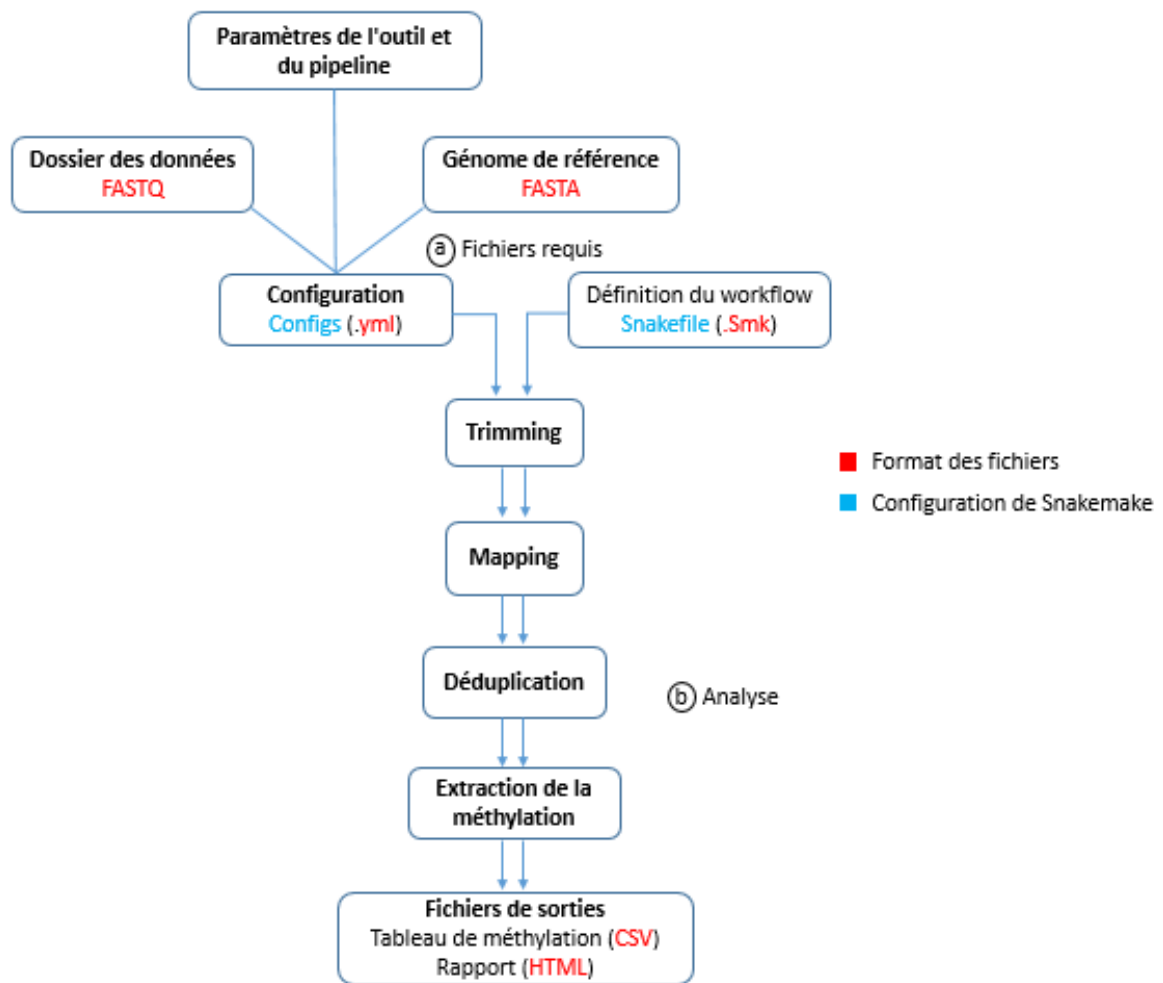 Paramètres de l'outil et
du pipeline
Dossier des données
FASTQ
Génome de référence
FASTA
a Fichiers requis
Configuration
Configs (.yml)
Définition du workflow
Snakefile (.Smk)
Trimming
Format des fichiers
Configuration de Snakemake
Mapping
Déduplication
b Analyse
Extraction de la
méthylation
Fichiers de sorties
Tableau de méthylation (CSV)
Rapport (HTML)